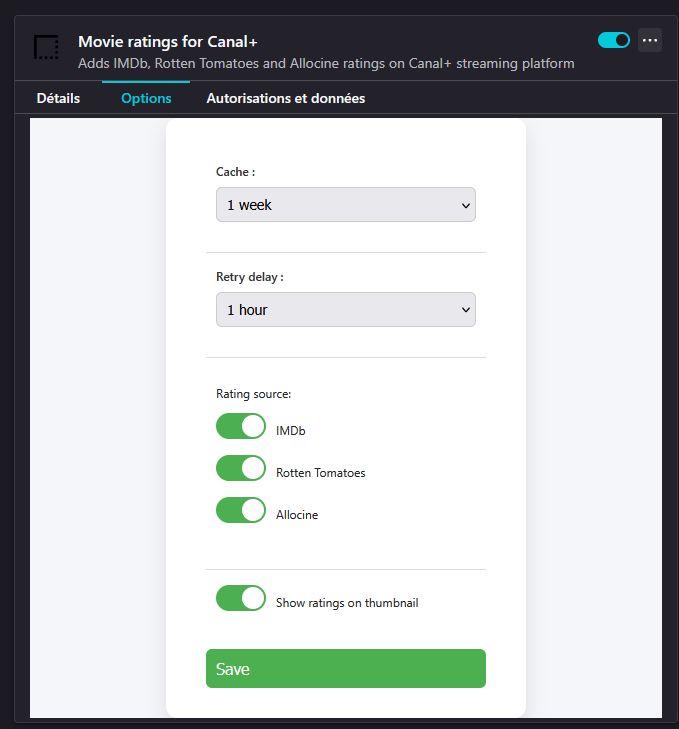 Movie ratings for Canal+
Adds IMDb, Rotten Tomatoes and Allocine ratings on Canal+ streaming platform
Détails Options Autorisations et données
Cache :
1 week
Retry delay :
1 hour
Rating source:
IMDb
Rotten Tomatoes
Allocine
Show ratings on thumbnail
Save